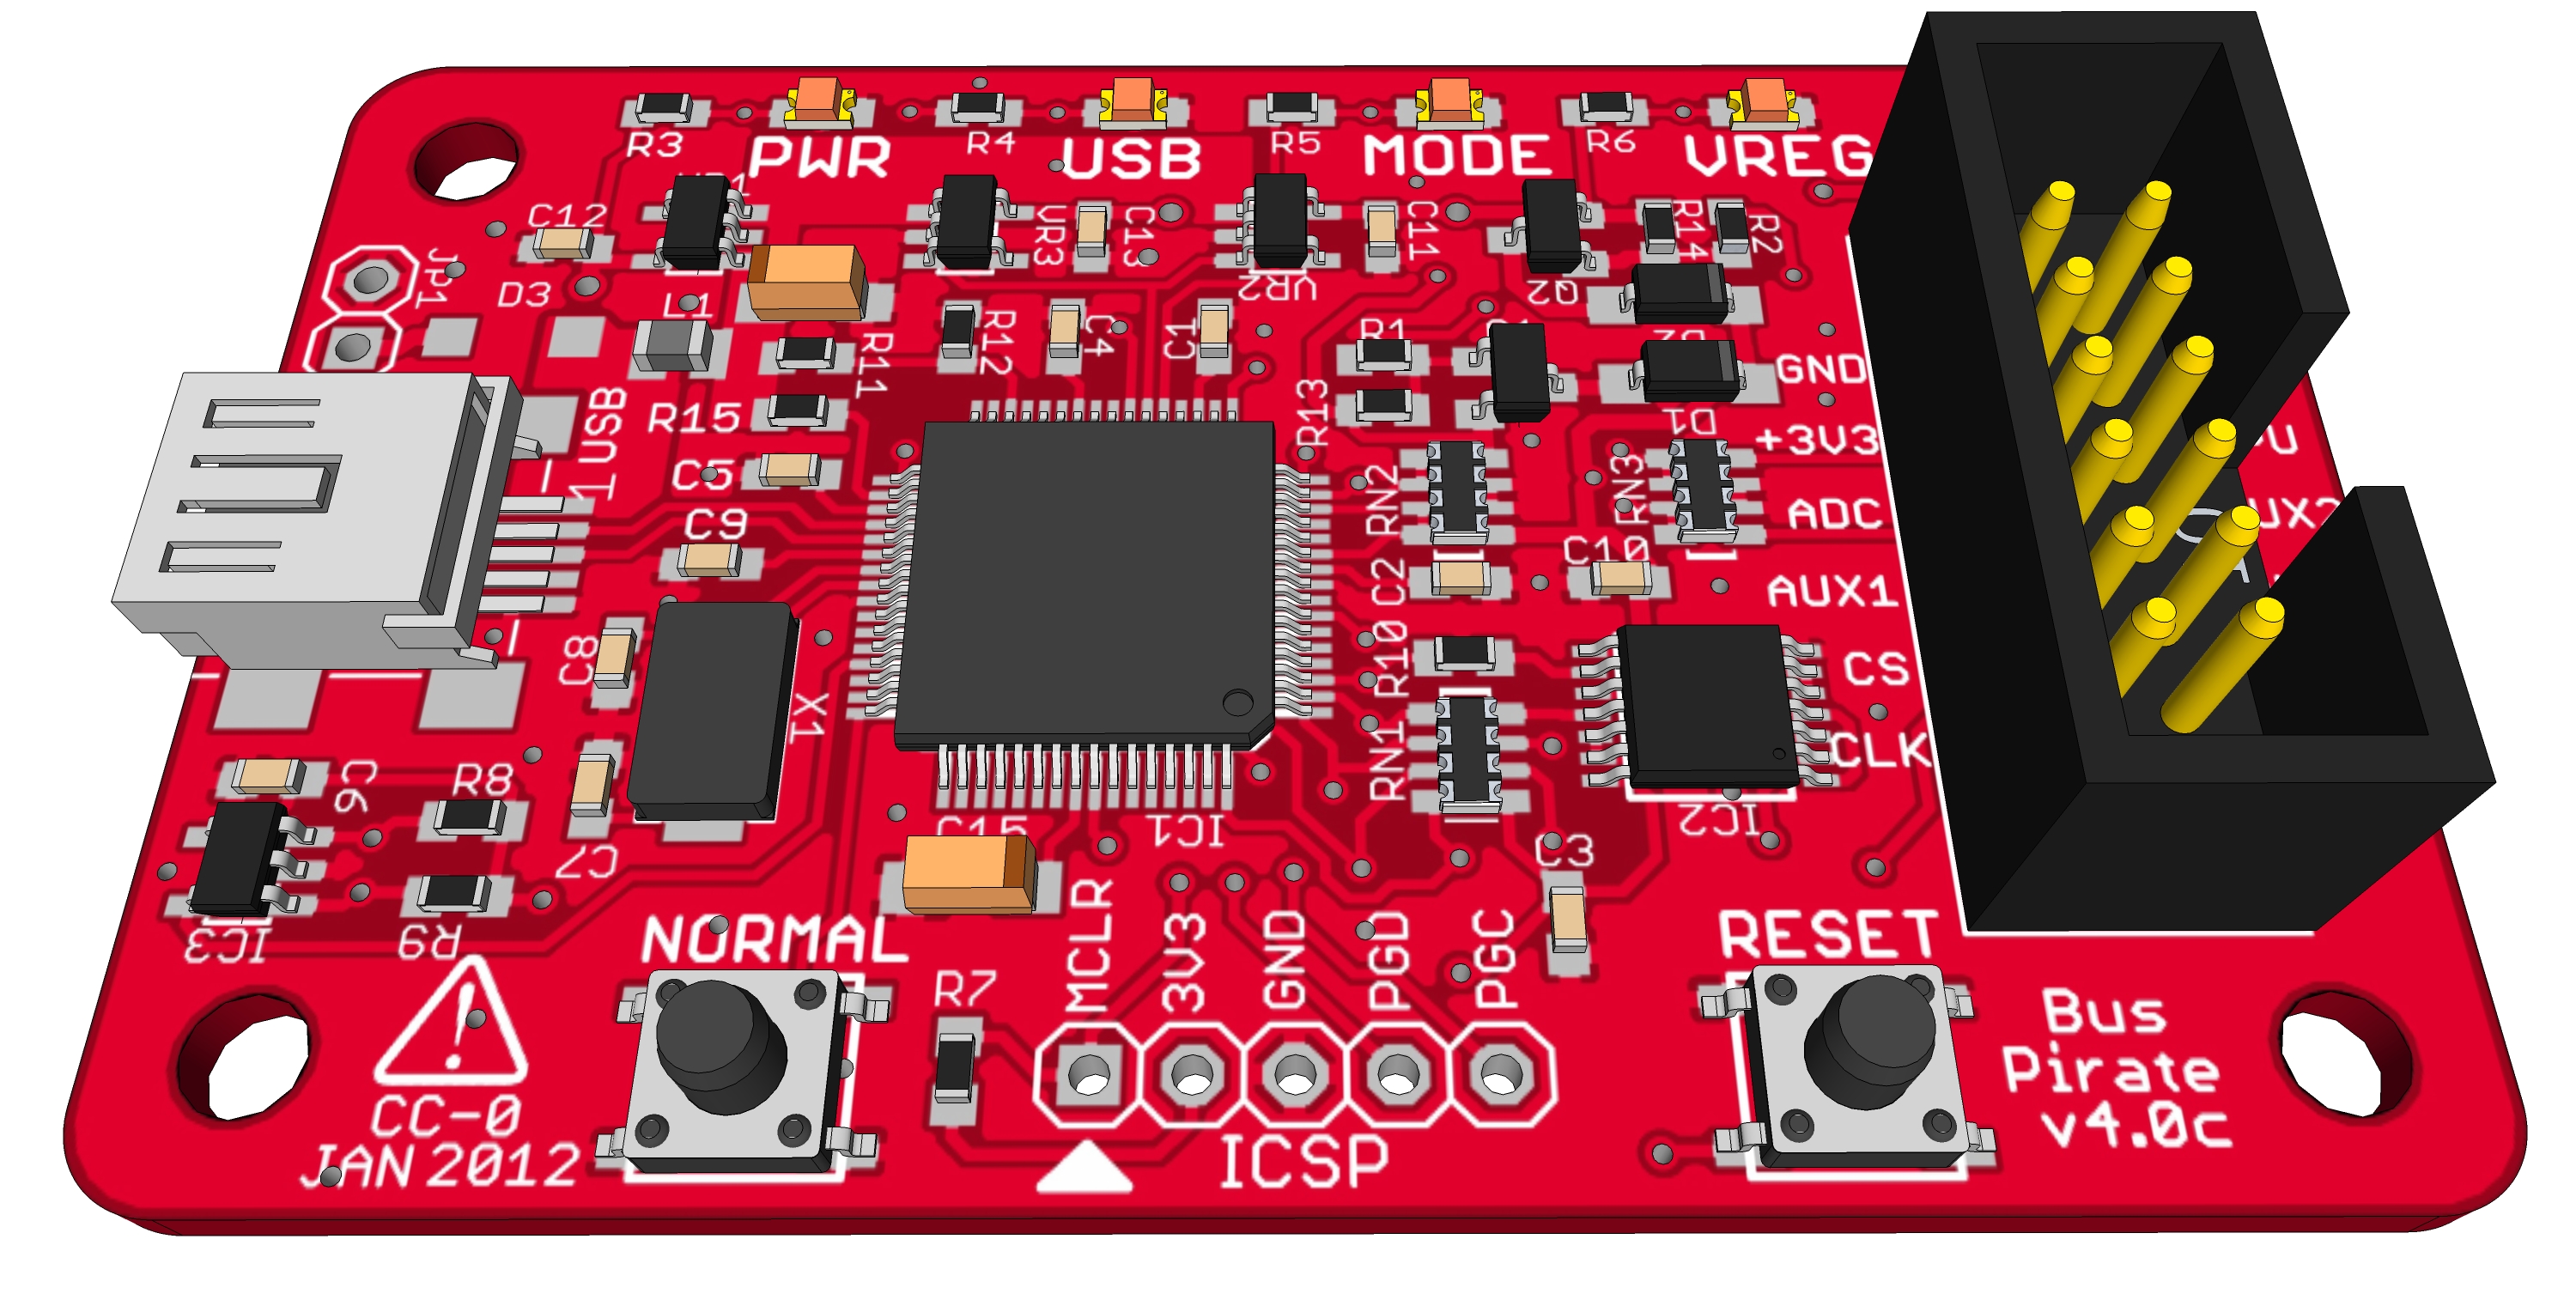 R3
PWR
R4
USB
R5
MODE
R6
VREG
C12
VR3
C13
C11
R14
R2
JP1
D3
L1
VR2
Q2
R11
R12
C4
C1
R1
D2
GND
R15
R13
D1
+3V3
1 USB
C5
RN2
RN3
ADC
C9
C10
C2
AUX1
C8
X1
R10
CS
RN1
CLK
C6
R8
C7
C15
IC1
IC2
C3
IC3
R9
NORMAL
MCLR
3V3
GND
PGD
PGC
RESET
R7
Bus
Pirate
v4.0c
CC-0
JAN 2012
ICSP